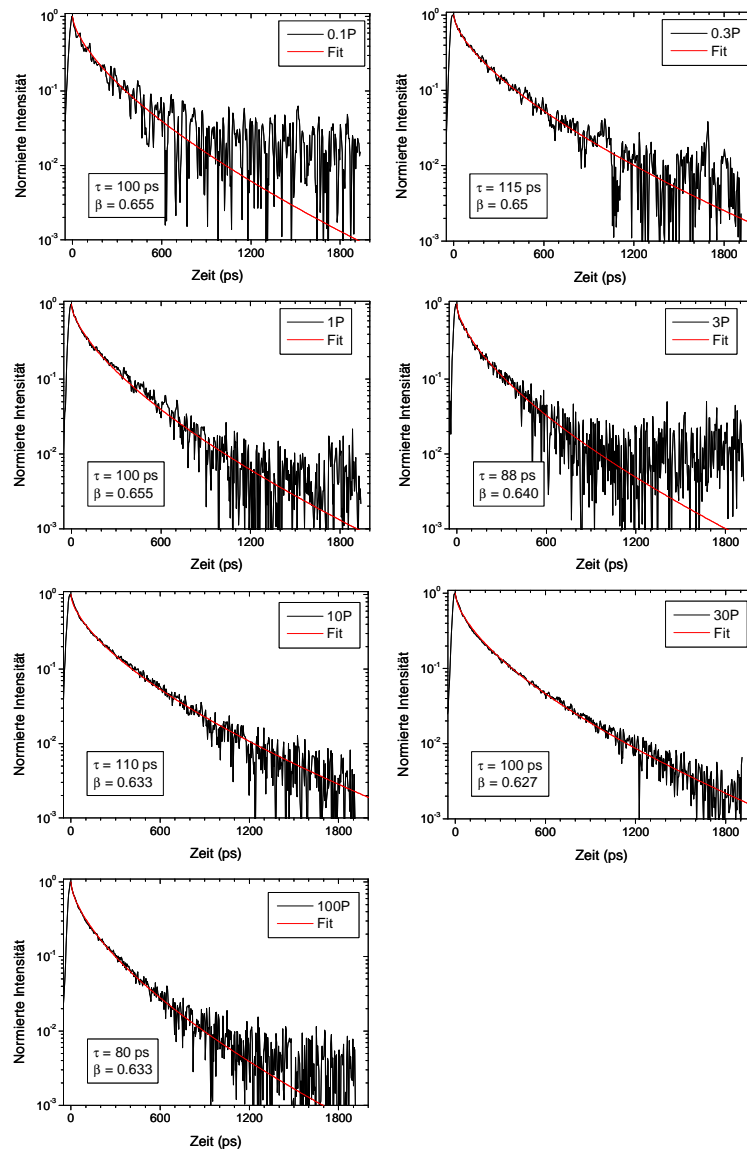 0.1P
Fit
Normierte Intensität
10⁰
10⁻¹
10⁻²
10⁻³
τ = 100 ps
β = 0.655
0 600 1200 1800
Zeit (ps)
0.3P
Fit
Normierte Intensität
10⁰
10⁻¹
10⁻²
10⁻³
τ = 115 ps
β = 0.65
0 600 1200 1800
Zeit (ps)
1P
Fit
Normierte Intensität
10⁰
10⁻¹
10⁻²
10⁻³
τ = 100 ps
β = 0.655
0 600 1200 1800
Zeit (ps)
3P
Fit
Normierte Intensität
10⁰
10⁻¹
10⁻²
10⁻³
τ = 88 ps
β = 0.640
0 600 1200 1800
Zeit (ps)
10P
Fit
Normierte Intensität
10⁰
10⁻¹
10⁻²
10⁻³
τ = 110 ps
β = 0.633
0 600 1200 1800
Zeit (ps)
30P
Fit
Normierte Intensität
10⁰
10⁻¹
10⁻²
10⁻³
τ = 100 ps
β = 0.627
0 600 1200 1800
Zeit (ps)
100P
Fit
Normierte Intensität
10⁰
10⁻¹
10⁻²
10⁻³
τ = 80 ps
β = 0.633
0 600 1200 1800
Zeit (ps)